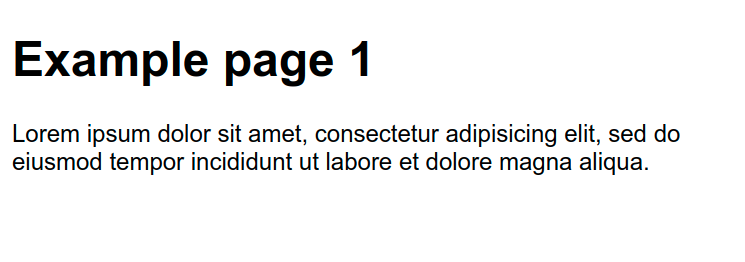 Example page 1
Lorem ipsum dolor sit amet, consectetur adipisicing elit, sed do
eiusmod tempor incididunt ut labore et dolore magna aliqua.